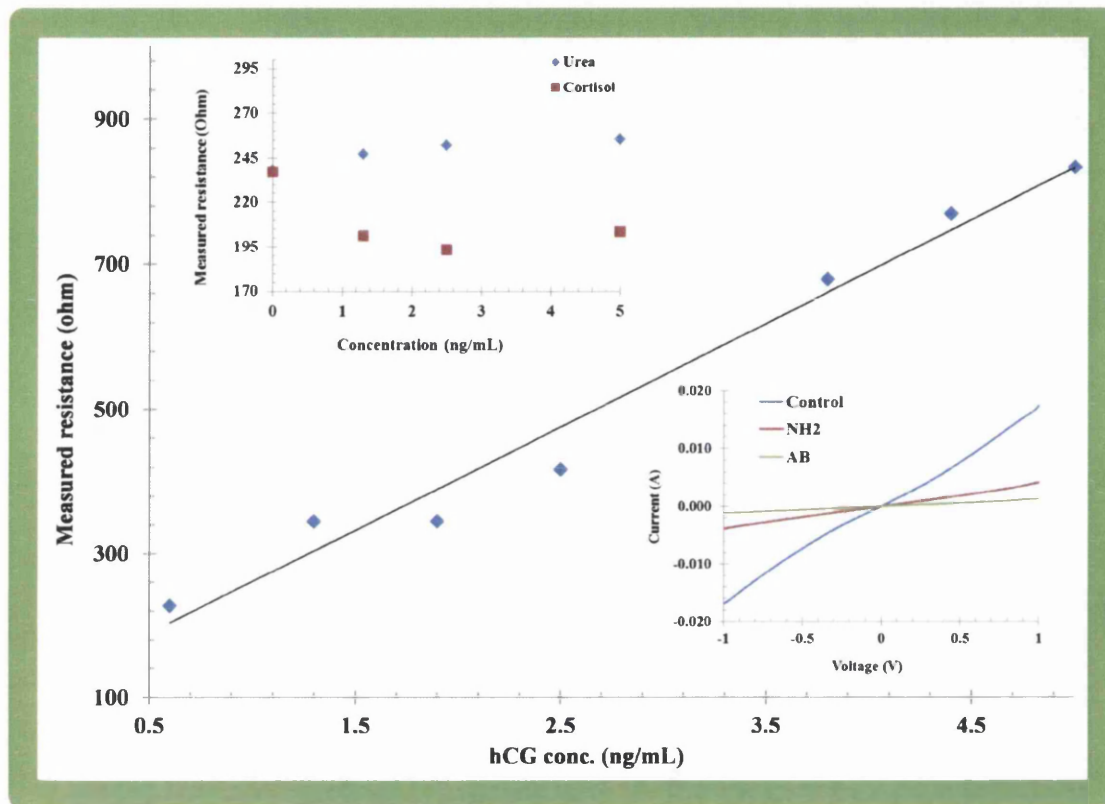 Measured resistance (ohm)
900
700
500
300
100
0.5
1.5
2.5
3.5
4.5
hCG conc. (ng/mL)
Urea
Cortisol
Measured resistance (Ohm)
295
270
245
220
195
170
0
1
2
3
4
5
Concentration (ng/mL)
Control
NH2
AB
Current (A)
0.020
0.010
0.000
-0.010
-0.020
-1
-0.5
0
0.5
1
Voltage (V)